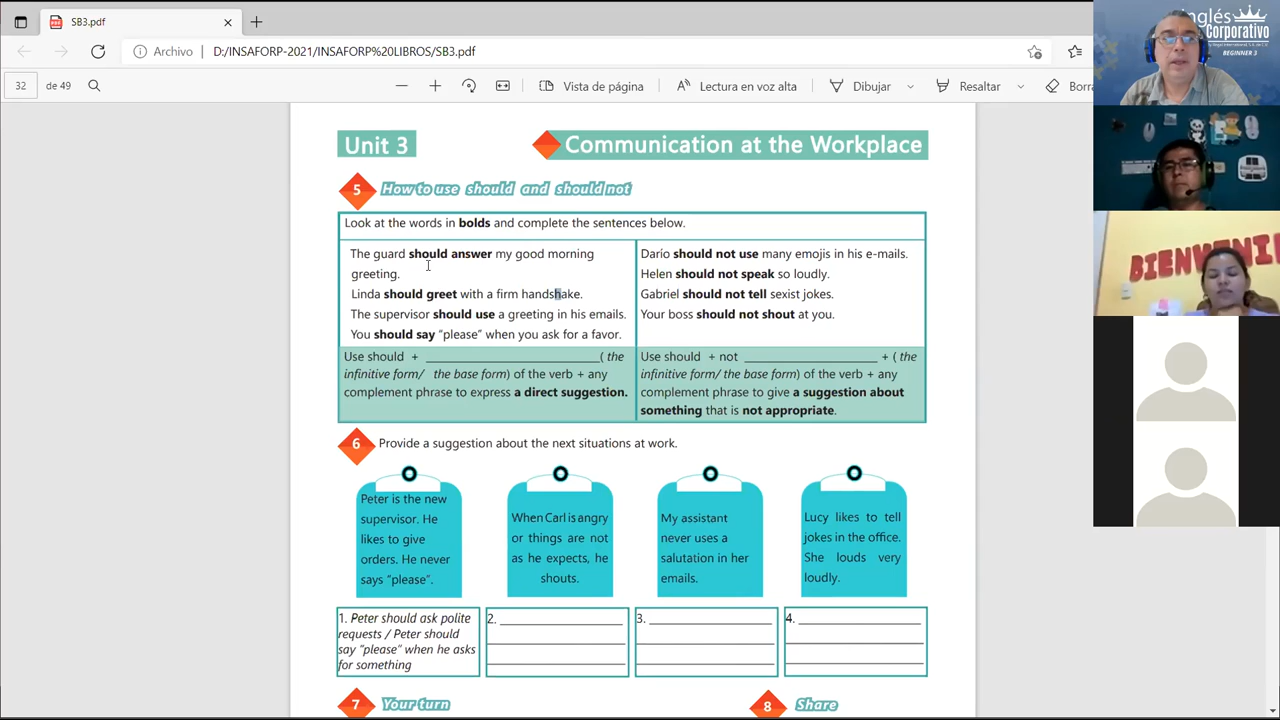 SB3.pdf
Archivo
D:/INSAFORP-2021/INSAFORP%20LIBROS/SB3.pdf
32
de 49
Vista de página
Lectura en voz alta
Dibujar
Resaltar
Borra
inglés
Corporativo
BEGINNER 3
BIENVENI
Unit 3
Communication at the Workplace
5
How to use should and should not
Look at the words in bolds and complete the sentences below.
The guard should answer my good morning
greeting.
Linda should greet with a firm handshake.
The supervisor should use a greeting in his emails.
You should say "please" when you ask for a favor.
Darío should not use many emojis in his e-mails.
Helen should not speak so loudly.
Gabriel should not tell sexist jokes.
Your boss should not shout at you.
Use should + ______________________( the
infinitive form/ the base form) of the verb + any
complement phrase to express a direct suggestion.
Use should + not _________________ + ( the
infinitive form/ the base form) of the verb + any
complement phrase to give a suggestion about
something that is not appropriate.
6
Provide a suggestion about the next situations at work.
Peter is the new
supervisor. He
likes to give
orders. He never
says "please".
When Carl is angry
or things are not
as he expects, he
shouts.
My assistant
never uses a
salutation in her
emails.
Lucy likes to tell
jokes in the office.
She louds very
loudly.
1. Peter should ask polite
requests / Peter should
say "please" when he asks
for something
2. ________________
3. ________________
4. ________________
7
Your turn
8
Share